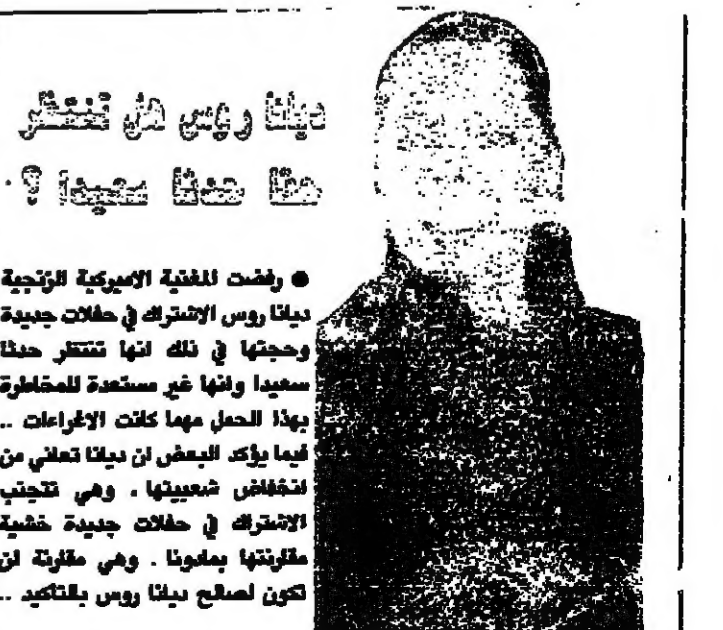 ديانا روس هل تنتظر
حقا حدثا سعيدا ؟
● رفضت المغنية الاميركية الزنجية
ديانا روس الاشتراك في حفلات جديدة
وحجتها في ذلك انها تنتظر حدثا
سعيدا وانها غير مستعدة للمخاطرة
بهذا الحمل مهما كانت الاغراءات ..
فيما يؤكد البعض ان ديانا تعاني من
انخفاض شعبيتها ، وهي تتجنب
الاشتراك في حفلات جديدة خشية
مقارنتها بمادونا . وهي مقارنة لن
تكون لصالح ديانا روس بالتأكيد ..